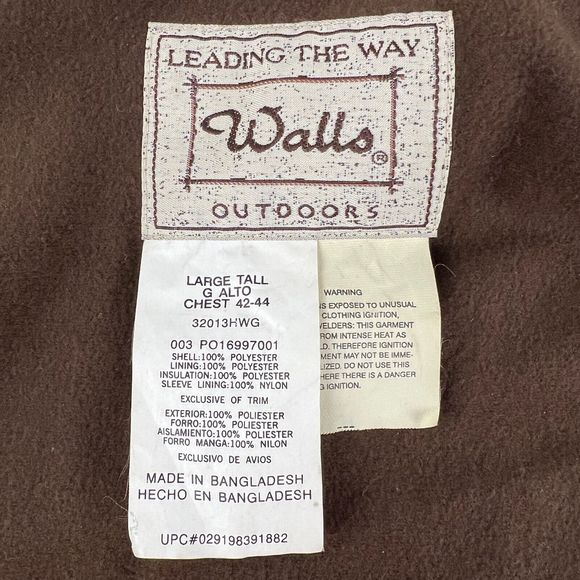 LEADING THE WAY
Walls®
OUTDOORS
LARGE TALL
G ALTO
CHEST 42-44
32013HWG
003 PO16997001
SHELL:100% POLYESTER
LINING:100% POLYESTER
INSULATION:100% POLYESTER
SLEEVE LINING:100% NYLON
EXCLUSIVE OF TRIM
EXTERIOR:100% POLIESTER
FORRO:100% POLIESTER
AISLAMIENTO:100% POLIESTER
FORRO MANGA:100% NILON
EXCLUSIVO DE AVIOS
MADE IN BANGLADESH
HECHO EN BANGLADESH
UPC#029198391882
WARNING
IS EXPOSED TO UNUSUAL
CLOTHING IGNITION,
WELDERS: THIS GARMENT
FROM INTENSE HEAT AS
D. THEREFORE IGNITION
MENT MAY NOT BE IMME-
LIZED. DO NOT USE THIS
HERE THERE IS A DANGER
G IGNITION.